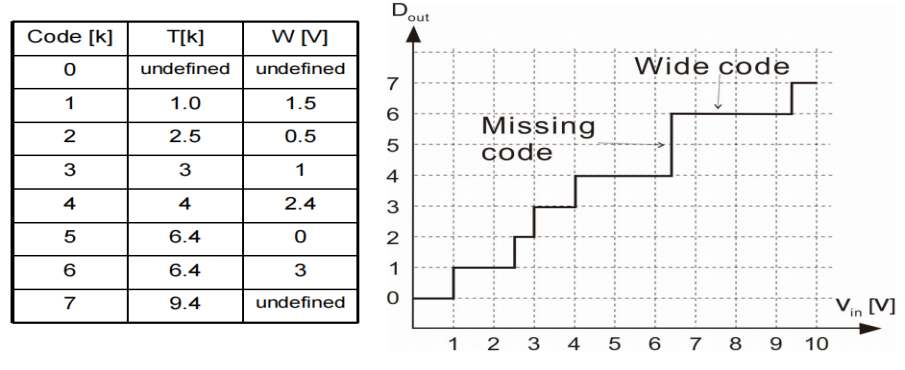 Code [k] T[k] W [V]
0 undefined undefined
1 1.0 1.5
2 2.5 0.5
3 3 1
4 4 2.4
5 6.4 0
6 6.4 3
7 9.4 undefined
Dout
7
6
5
4
3
2
1
0
Wide code
Missing
code
Vin [V]
1 2 3 4 5 6 7 8 9 10